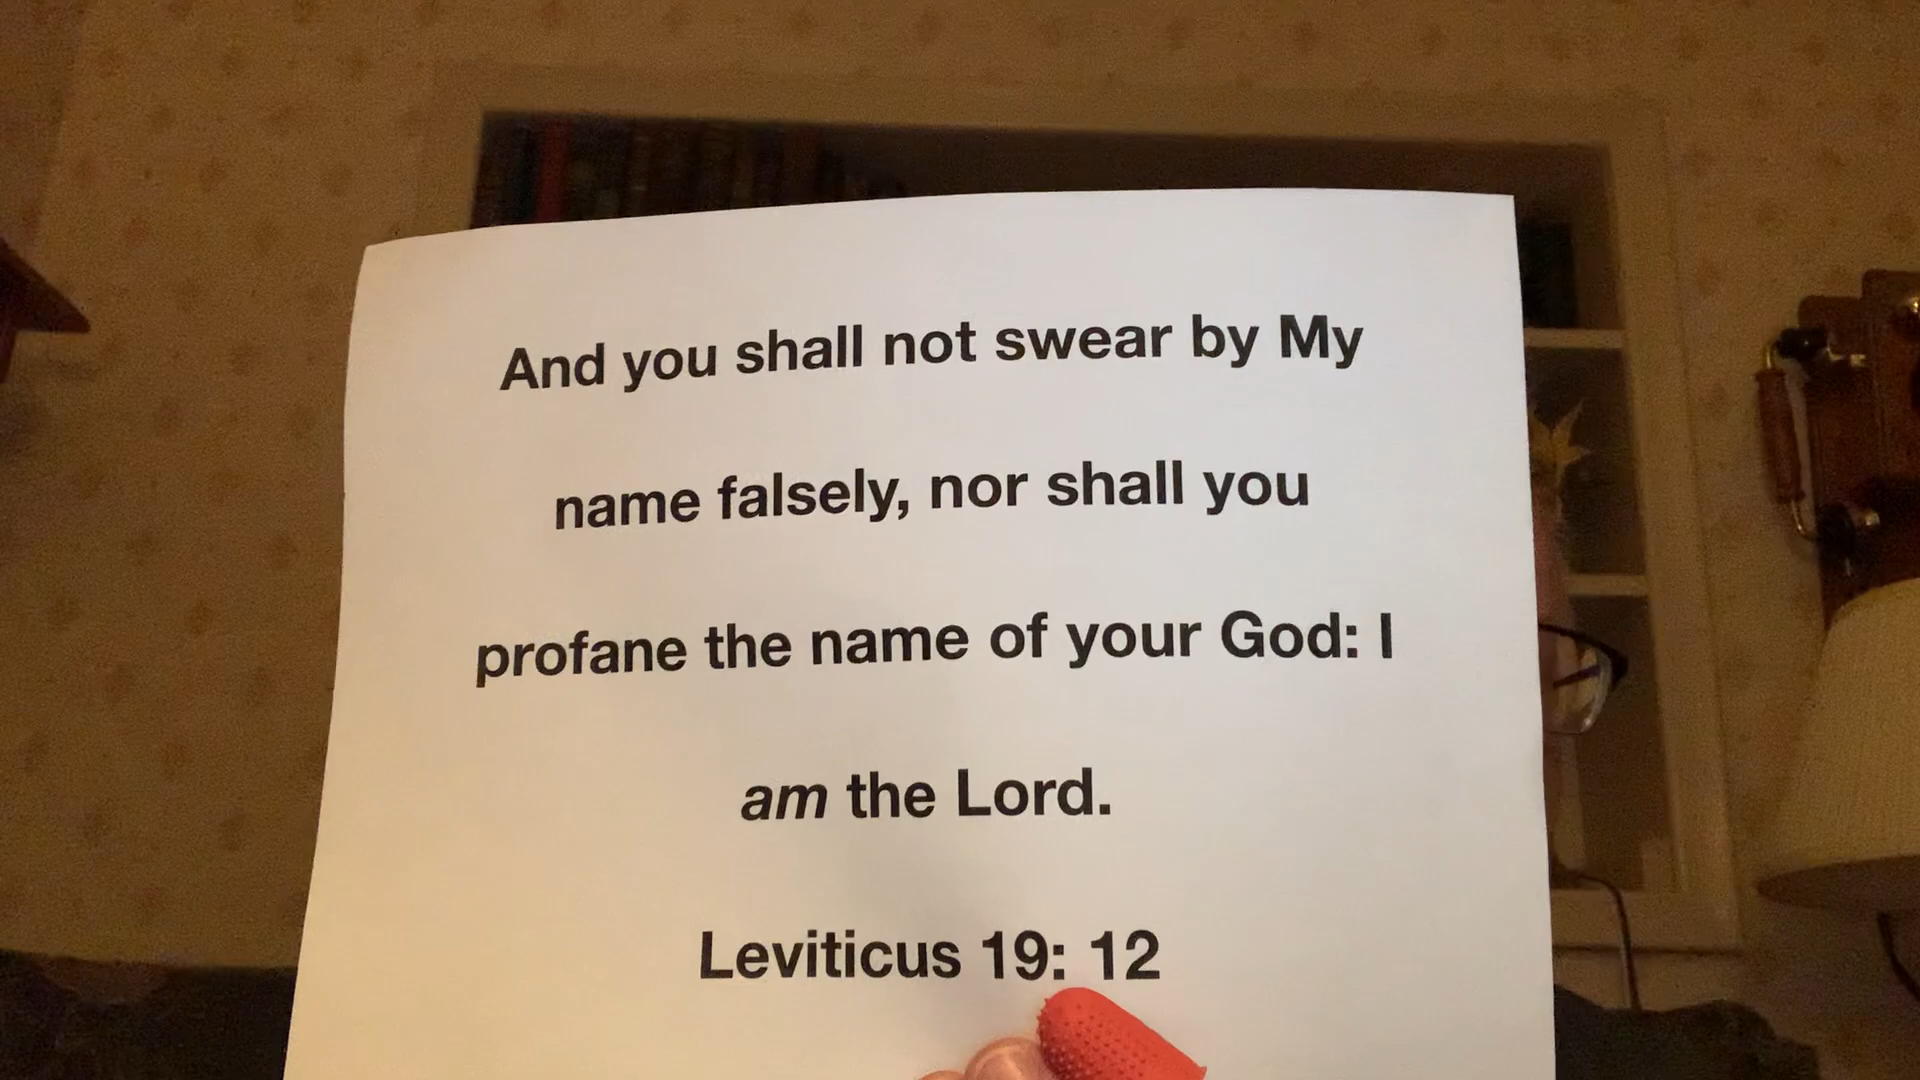 And you shall not swear by My
name falsely, nor shall you
profane the name of your God: I
am the Lord.
Leviticus 19: 12